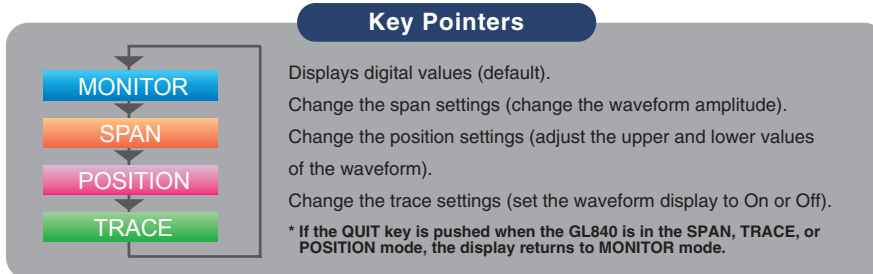 Key Pointers
MONITOR
SPAN
POSITION
TRACE
Displays digital values (default).
Change the span settings (change the waveform amplitude).
Change the position settings (adjust the upper and lower values
of the waveform).
Change the trace settings (set the waveform display to On or Off).
* If the QUIT key is pushed when the GL840 is in the SPAN, TRACE, or
POSITION mode, the display returns to MONITOR mode.